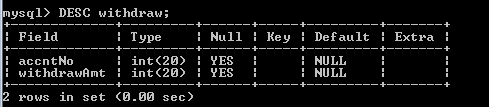 mysql> DESC withdraw;
+-------------+---------+------+-----+---------+-------+
| Field       | Type    | Null | Key | Default | Extra |
+-------------+---------+------+-----+---------+-------+
| accntNo     | int(20) | YES  |     | NULL    |       |
| withdrawAmt | int(20) | YES  |     | NULL    |       |
+-------------+---------+------+-----+---------+-------+
2 rows in set (0.00 sec)